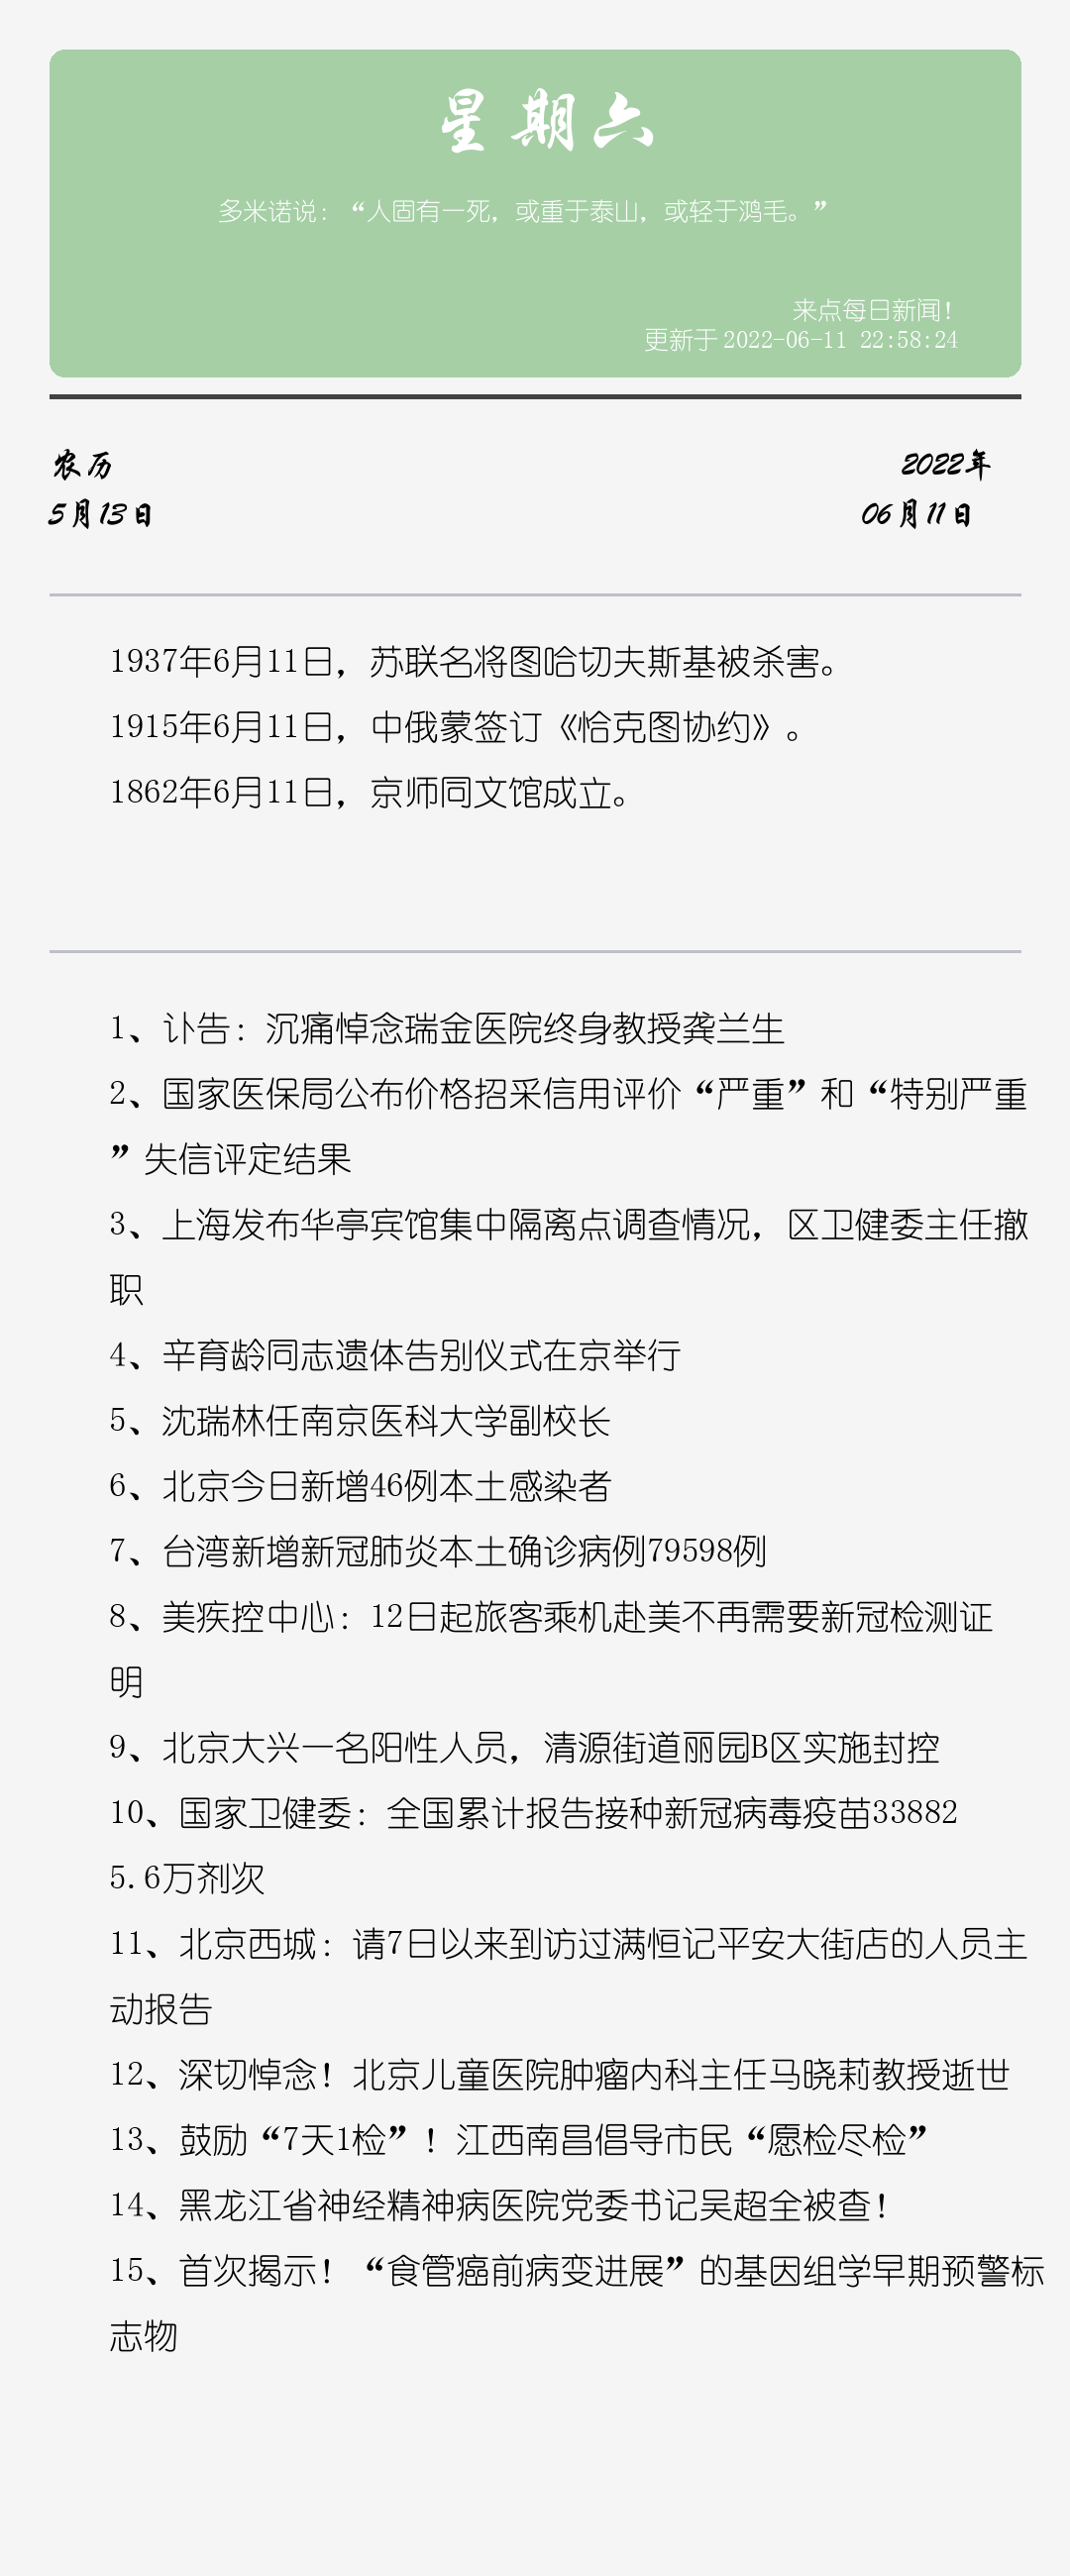 星期六
多米诺说：“人固有一死，或重于泰山，或轻于鸿毛。”
来点每日新闻！
更新于 2022-06-11 22:58:24
农历
5月13日
2022年
06月11日
1937年6月11日，苏联名将图哈切夫斯基被杀害。
1915年6月11日，中俄蒙签订《恰克图协约》。
1862年6月11日，京师同文馆成立。
1、讣告：沉痛悼念瑞金医院终身教授龚兰生
2、国家医保局公布价格招采信用评价“严重”和“特别严重
”失信评定结果
3、上海发布华亭宾馆集中隔离点调查情况，区卫健委主任撤
职
4、辛育龄同志遗体告别仪式在京举行
5、沈瑞林任南京医科大学副校长
6、北京今日新增46例本土感染者
7、台湾新增新冠肺炎本土确诊病例79598例
8、美疾控中心：12日起旅客乘机赴美不再需要新冠检测证
明
9、北京大兴一名阳性人员，清源街道丽园B区实施封控
10、国家卫健委：全国累计报告接种新冠病毒疫苗33882
5.6万剂次
11、北京西城：请7日以来到访过满恒记平安大街店的人员主
动报告
12、深切悼念！北京儿童医院肿瘤内科主任马晓莉教授逝世
13、鼓励“7天1检”！江西南昌倡导市民“愿检尽检”
14、黑龙江省神经精神病医院党委书记吴超全被查！
15、首次揭示！“食管癌前病变进展”的基因组学早期预警标
志物